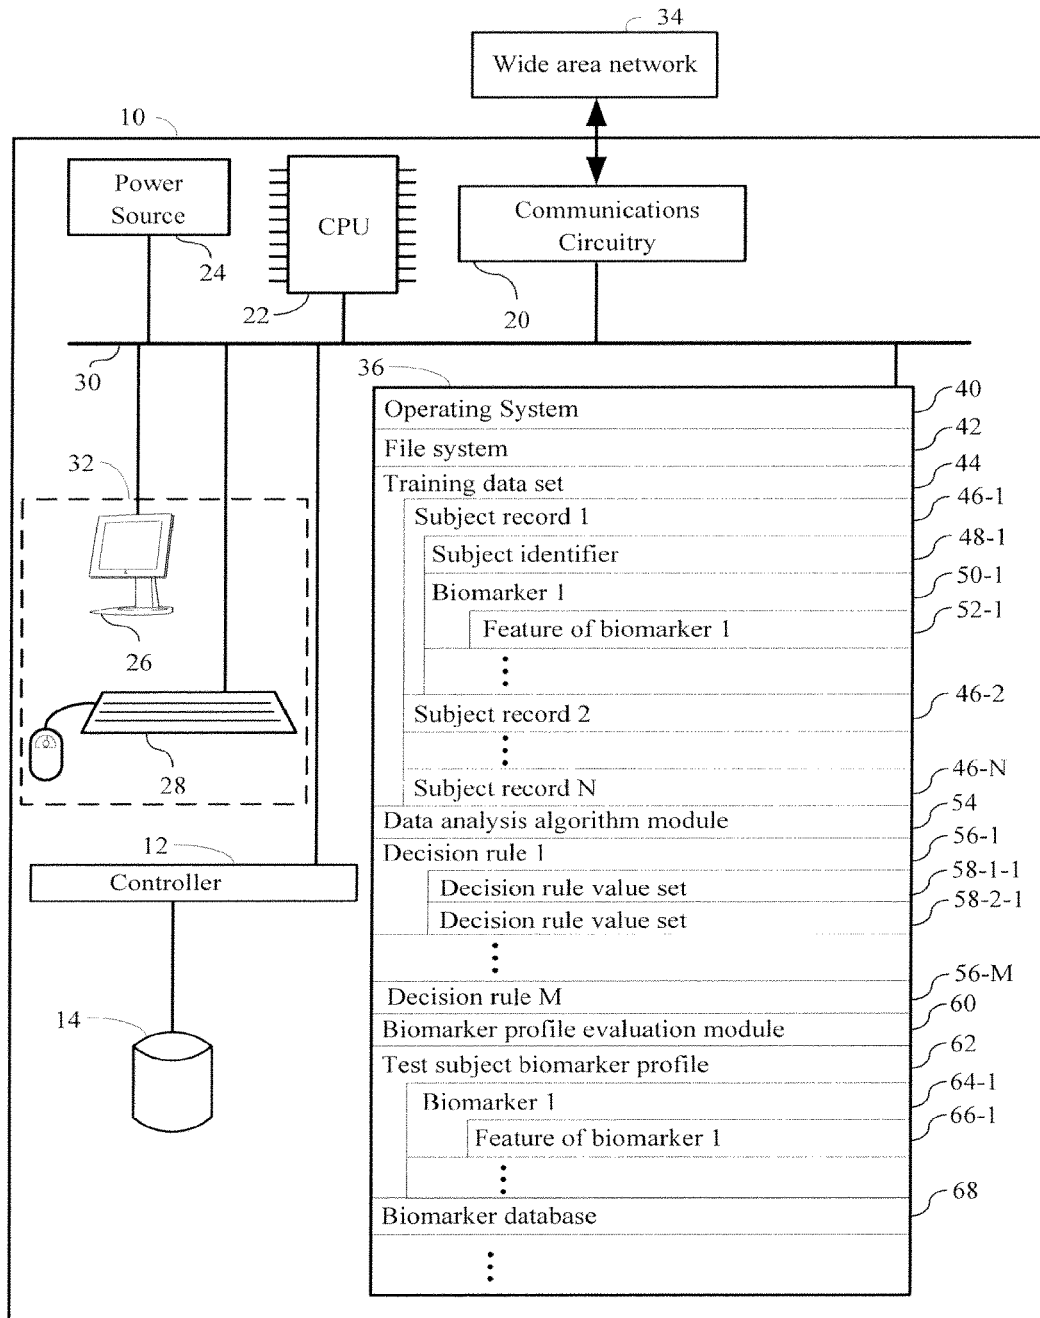 34
Wide area network
10
Power
Source
24
CPU
22
Communications
Circuitry
20
30
36
Operating System
40
File system
42
Training data set
44
Subject record 1
46-1
Subject identifier
48-1
Biomarker 1
50-1
Feature of biomarker 1
52-1
Subject record 2
46-2
Subject record N
46-N
Data analysis algorithm module
54
Decision rule 1
56-1
Decision rule value set
58-1-1
Decision rule value set
58-2-1
Decision rule M
56-M
Biomarker profile evaluation module
60
Test subject biomarker profile
62
Biomarker 1
64-1
Feature of biomarker 1
66-1
Biomarker database
68
32
26
28
12
Controller
14